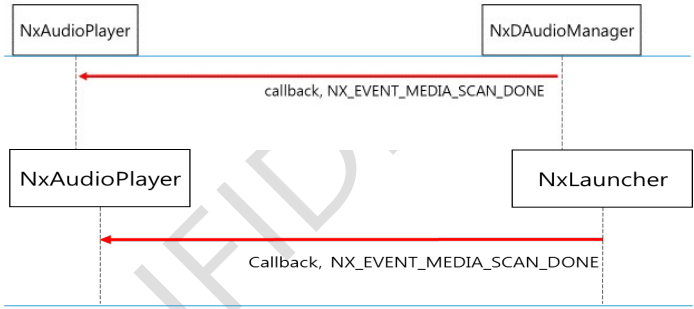 NxAudioPlayer NxDAudioManager
callback, NX_EVENT_MEDIA_SCAN_DONE
NxAudioPlayer NxLauncher
Callback, NX_EVENT_MEDIA_SCAN_DONE